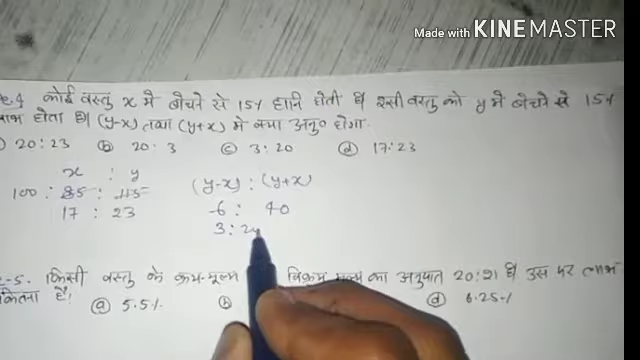 Made with KINEMASTER
कोई वस्तु x में बेचने से 15% हानि होती है इसी वस्तु को y में बेचने से 15%
लाभ होता है। (y-x) तथा (y+x) में क्या अनु० होगा.
20:23 ⓑ 20:3 ⓒ 3:20 ⓓ 17:23
x : y
100 : 85 : 115 (y-x) : (y+x)
17 : 23 6 : 40
3:20
5. किसी वस्तु के क्रय-मूल्य विक्रय मूल्य का अनुपात 20:21 है उस पर लाभ
कितना है।
ⓐ 5.5% ⓑ ⓓ 6.25%